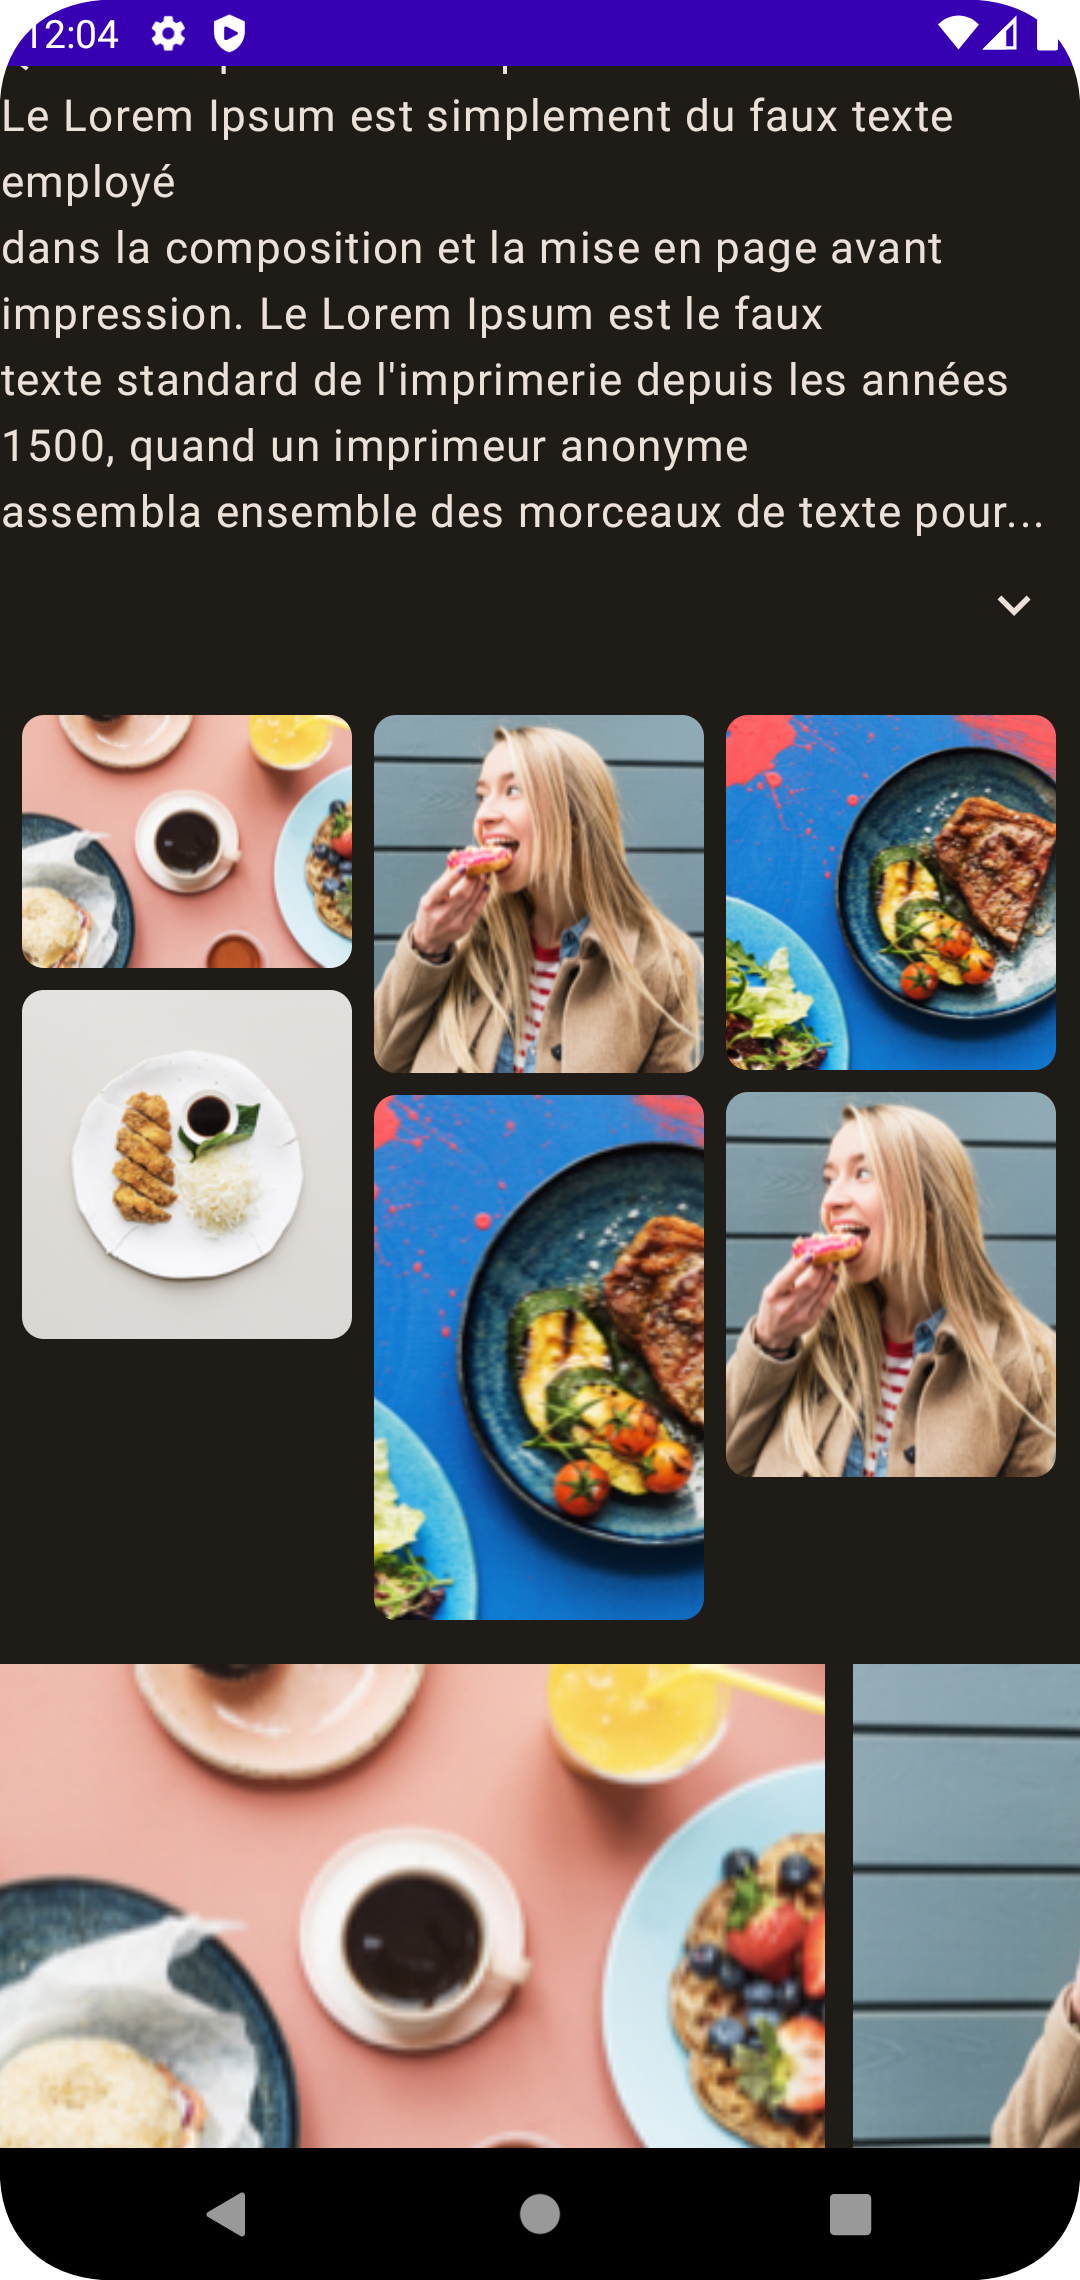 12:04
Le Lorem Ipsum est simplement du faux texte
employé
dans la composition et la mise en page avant
impression. Le Lorem Ipsum est le faux
texte standard de l'imprimerie depuis les années
1500, quand un imprimeur anonyme
assembla ensemble des morceaux de texte pour...